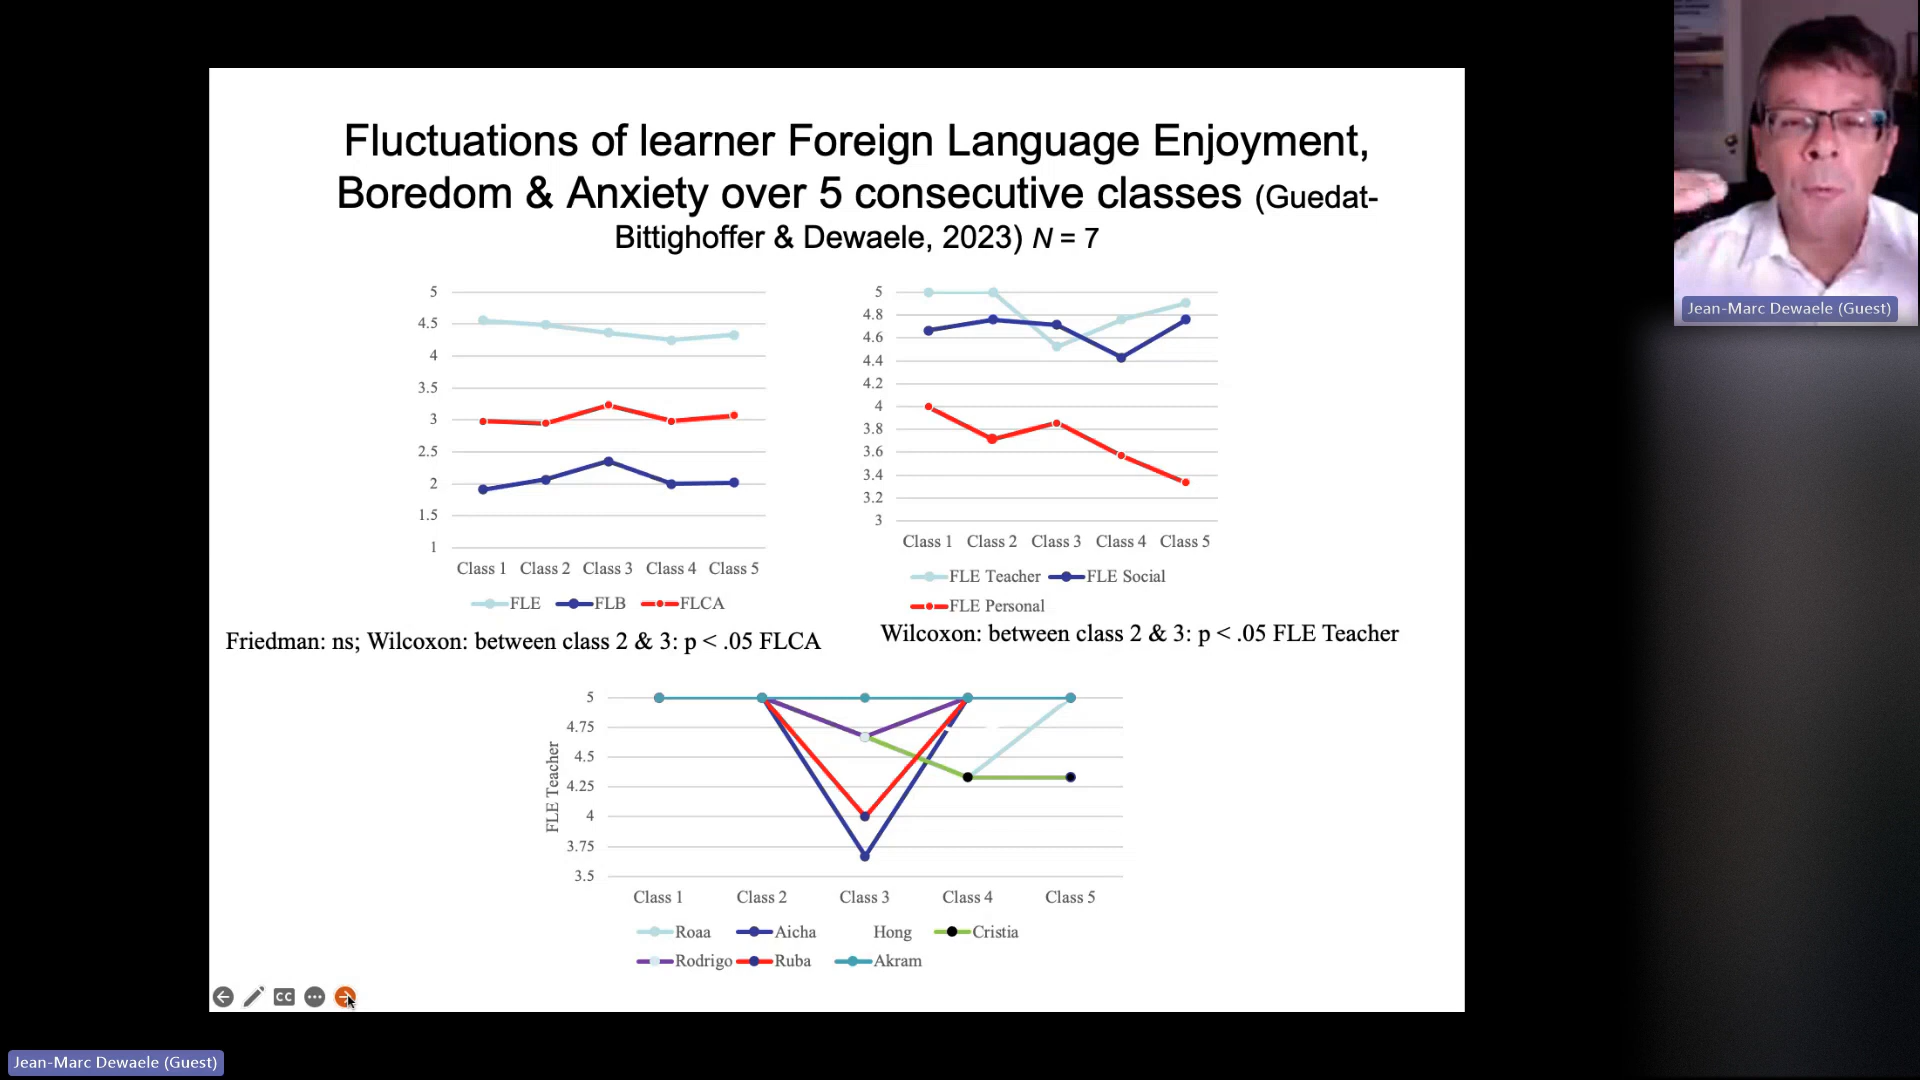 Fluctuations of learner Foreign Language Enjoyment,
Boredom & Anxiety over 5 consecutive classes (Guedat-
Bittighoffer & Dewaele, 2023) N = 7
5
4.5
4
3.5
3
2.5
2
1.5
1
Class 1 Class 2 Class 3 Class 4 Class 5
FLE FLB FLCA
Friedman: ns; Wilcoxon: between class 2 & 3: p < .05 FLCA
5
4.8
4.6
4.4
4.2
4
3.8
3.6
3.4
3.2
3
Class 1 Class 2 Class 3 Class 4 Class 5
FLE Teacher FLE Social
FLE Personal
Wilcoxon: between class 2 & 3: p < .05 FLE Teacher
FLE Teacher
5
4.75
4.5
4.25
4
3.75
3.5
Class 1 Class 2 Class 3 Class 4 Class 5
Roaa Aicha Hong Cristia
Rodrigo Ruba Akram
CC
Jean-Marc Dewaele (Guest)
Jean-Marc Dewaele (Guest)